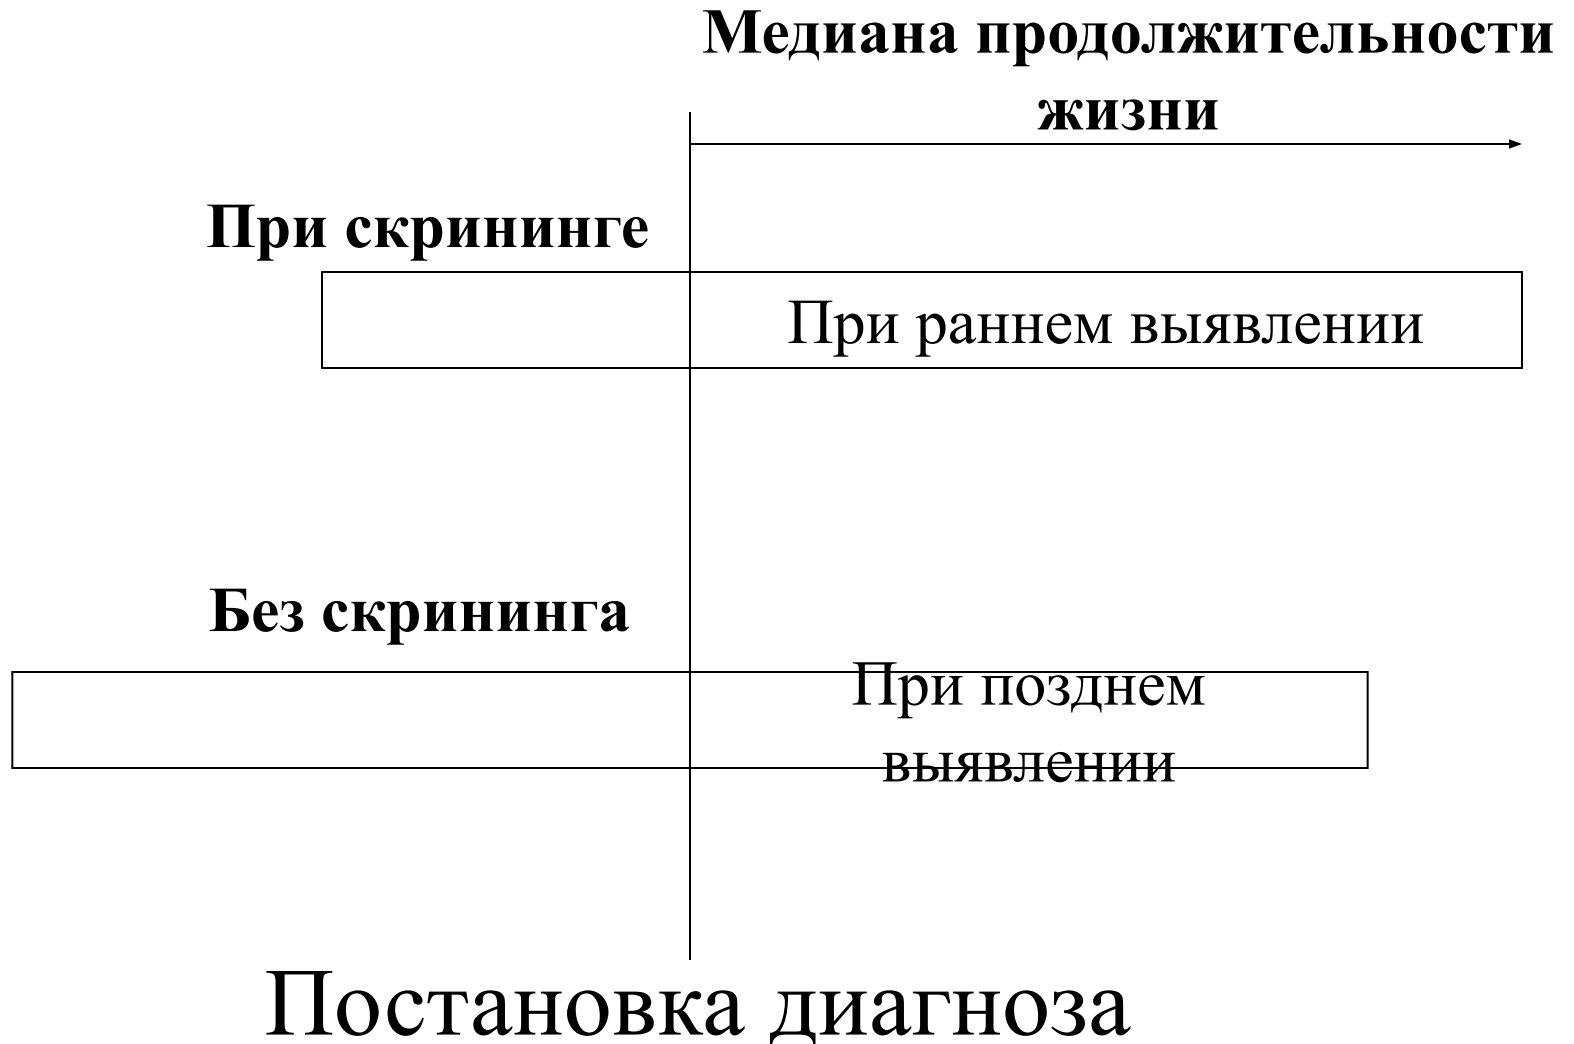 Медиана продолжительности
жизни
При скрининге
При раннем выявлении
Без скрининга
При позднем
выявлении
Постановка диагноза